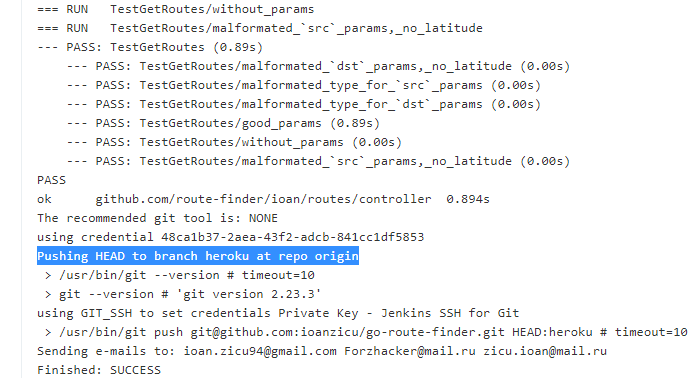 === RUN   TestGetRoutes/without_params
=== RUN   TestGetRoutes/malformated_`src`_params,_no_latitude
--- PASS: TestGetRoutes (0.89s)
    --- PASS: TestGetRoutes/malformated_`dst`_params,_no_latitude (0.00s)
    --- PASS: TestGetRoutes/malformated_type_for_`src`_params (0.00s)
    --- PASS: TestGetRoutes/malformated_type_for_`dst`_params (0.00s)
    --- PASS: TestGetRoutes/good_params (0.89s)
    --- PASS: TestGetRoutes/without_params (0.00s)
    --- PASS: TestGetRoutes/malformated_`src`_params,_no_latitude (0.00s)
PASS
ok      github.com/route-finder/ioan/routes/controller  0.894s
The recommended git tool is: NONE
using credential 48ca1b37-2aea-43f2-adcb-841cc1df5853
Pushing HEAD to branch heroku at repo origin
 > /usr/bin/git --version # timeout=10
 > git --version # 'git version 2.23.3'
using GIT_SSH to set credentials Private Key - Jenkins SSH for Git
 > /usr/bin/git push git@github.com:ioanzicu/go-route-finder.git HEAD:heroku # timeout=10
Sending e-mails to: ioan.zicu94@gmail.com Forzhacker@mail.ru zicu.ioan@mail.ru
Finished: SUCCESS